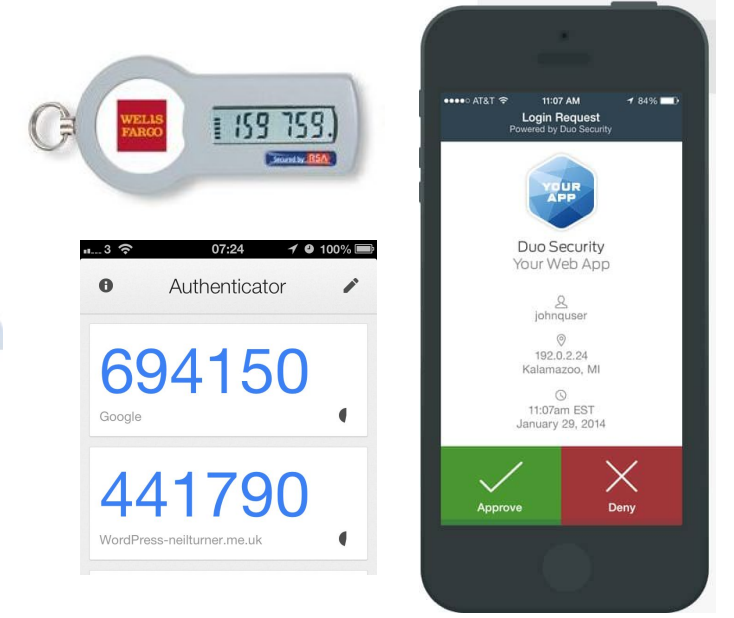 WELLS
FARGO
159 759.
Secured by RSA
3 07:24 100%
Authenticator
694150
Google
441790
WordPress-neilturner.me.uk
AT&T 11:07 AM 84%
Login Request
Powered by Duo Security
YOUR
APP
Duo Security
Your Web App
johnquser
192.0.2.24
Kalamazoo, MI
11:07am EST
January 29, 2014
Approve Deny